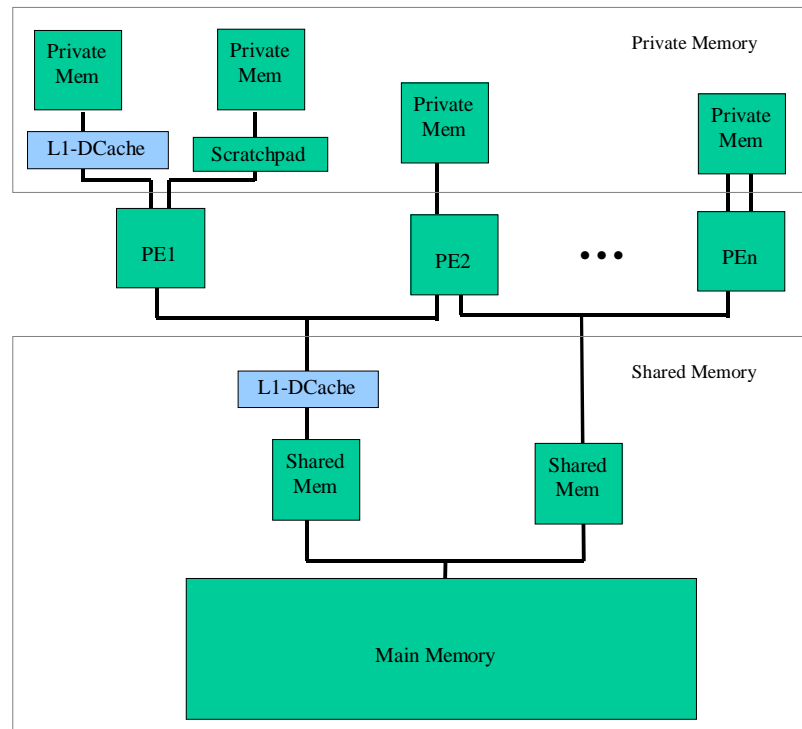 Private
Mem
Private
Mem
Private Memory
Private
Mem
Private
Mem
L1-DCache
Scratchpad
PE1
PE2
•••
PEn
Shared Memory
L1-DCache
Shared
Mem
Shared
Mem
Main Memory